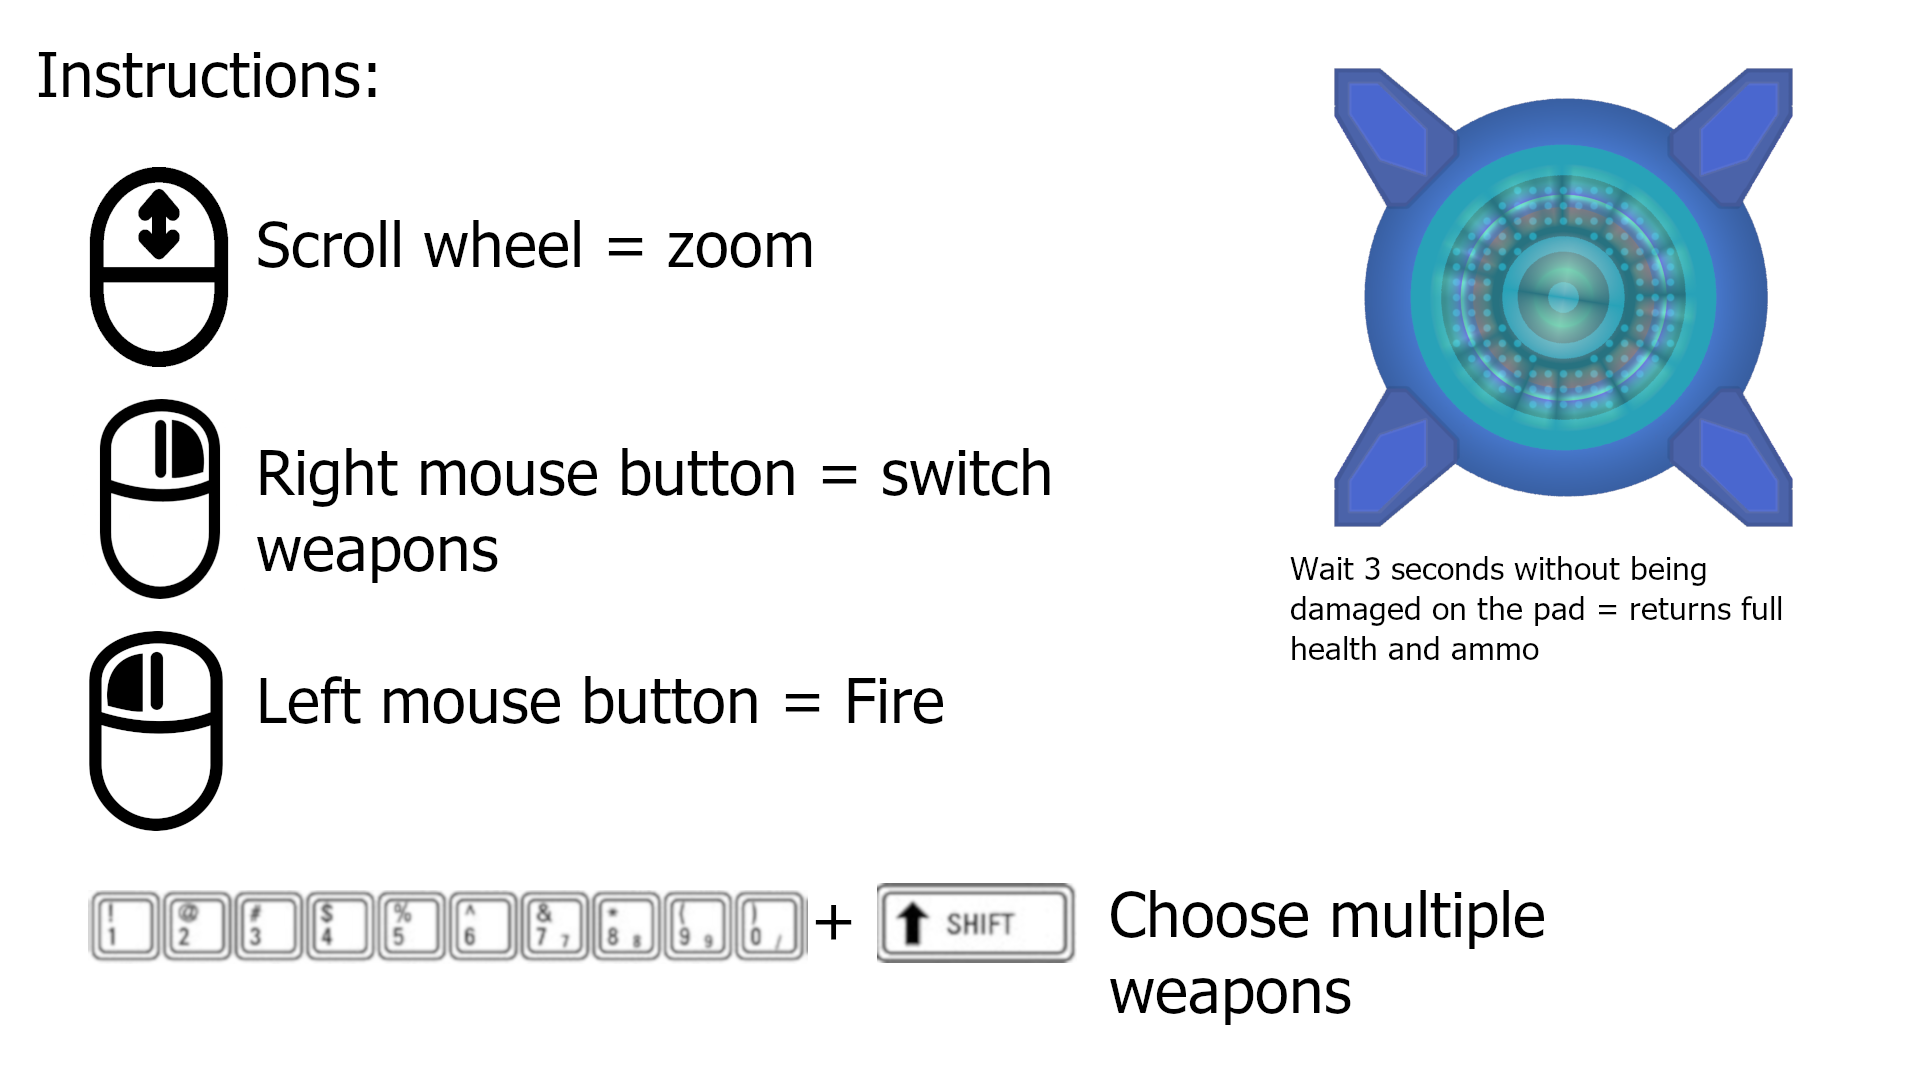 Instructions:
Scroll wheel = zoom
Right mouse button = switch
weapons
Left mouse button = Fire
Wait 3 seconds without being
damaged on the pad = returns full
health and ammo
! @ # $ % ^ & * ( )
1 2 3 4 5 6 7 7 8 8 9 9 0 / + SHIFT
Choose multiple
weapons